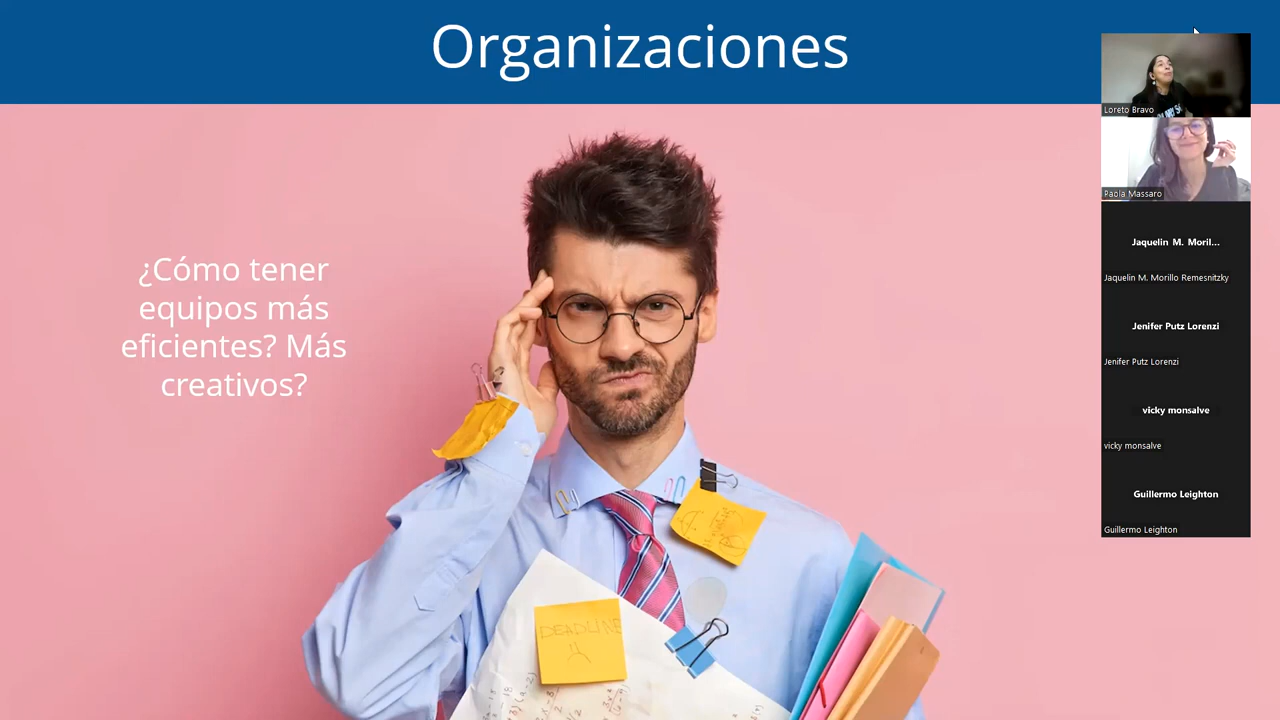 Organizaciones
¿Cómo tener
equipos más
eficientes? Más
creativos?
DEADLINE
Loreto Bravo
Paola Massaro
Jaquelin M. Moril...
Jaquelin M. Morillo Remesnitzky
Jenifer Putz Lorenzi
Jenifer Putz Lorenzi
vicky monsalve
vicky monsalve
Guillermo Leighton
Guillermo Leighton